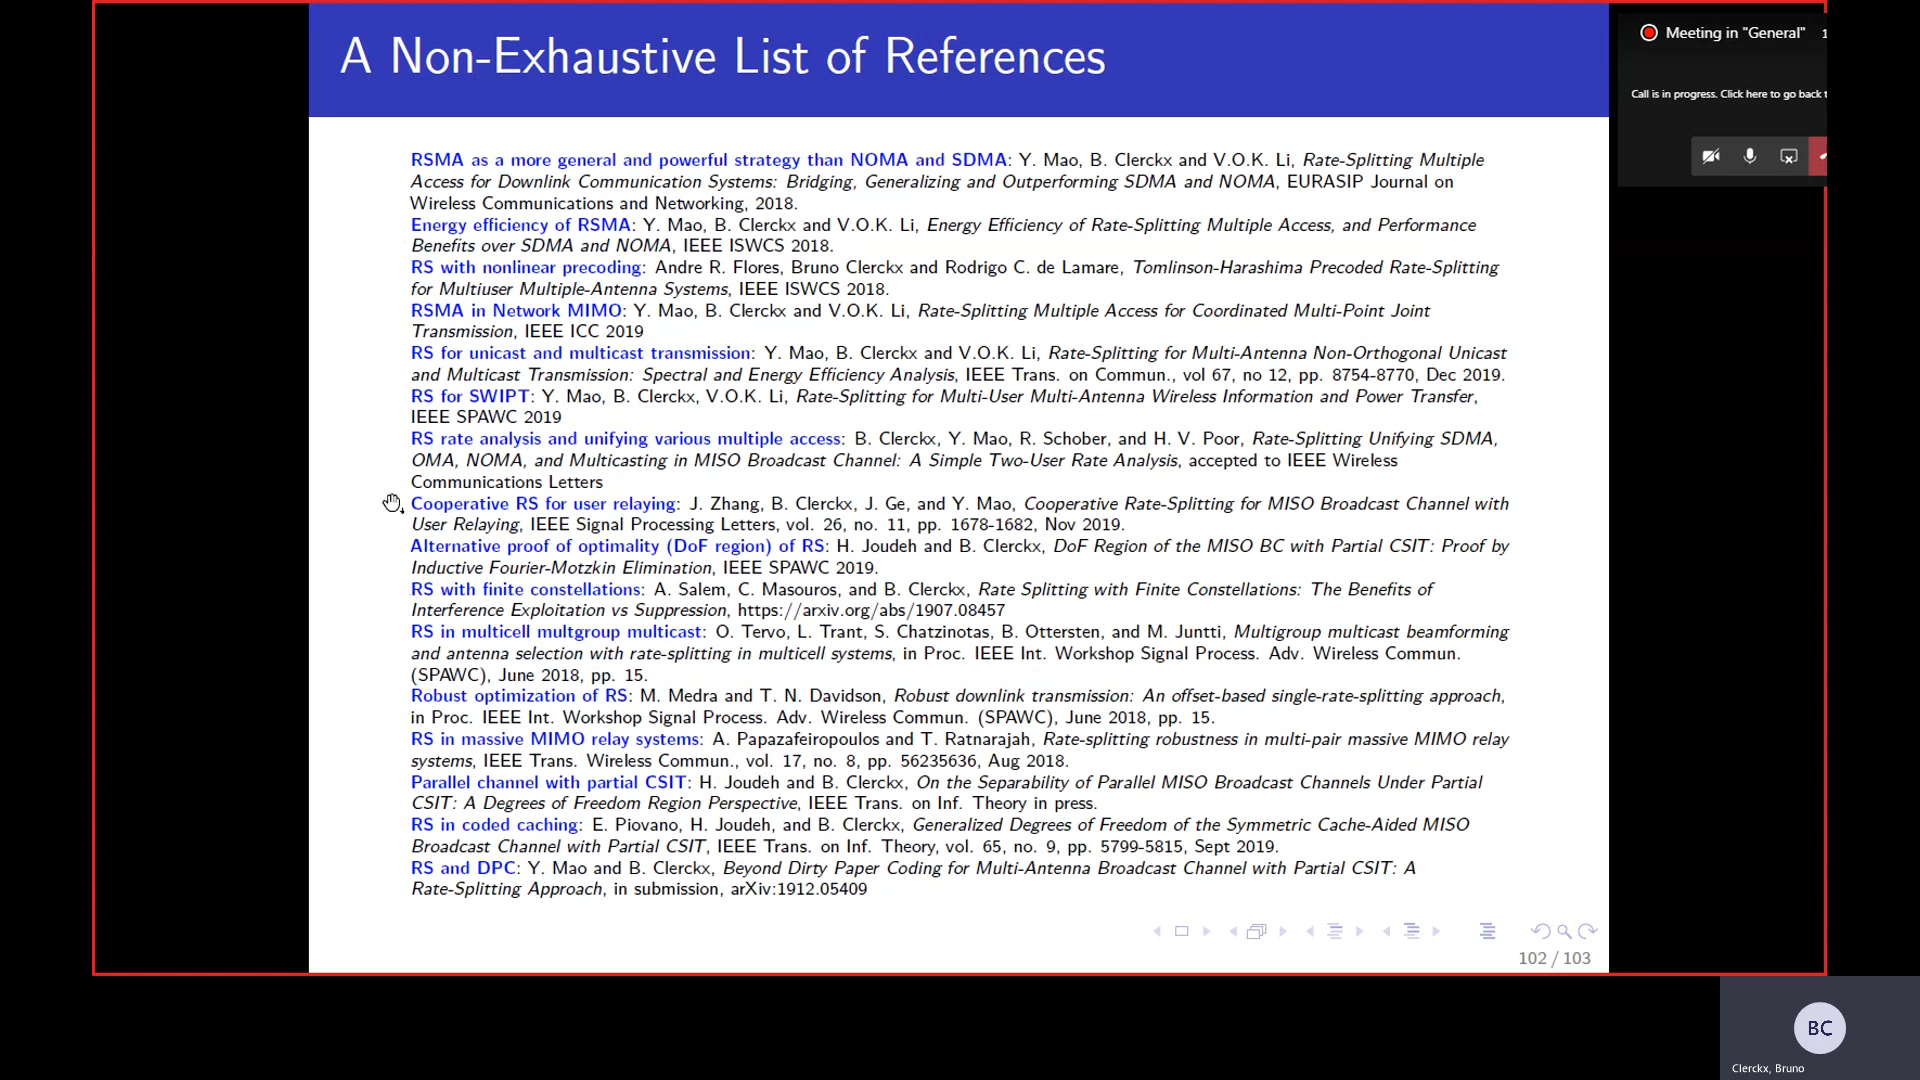 A Non-Exhaustive List of References
Meeting in "General"
Call is in progress. Click here to go back
RSMA as a more general and powerful strategy than NOMA and SDMA: Y. Mao, B. Clerckx and V.O.K. Li, Rate-Splitting Multiple
Access for Downlink Communication Systems: Bridging, Generalizing and Outperforming SDMA and NOMA, EURASIP Journal on
Wireless Communications and Networking, 2018.
Energy efficiency of RSMA: Y. Mao, B. Clerckx and V.O.K. Li, Energy Efficiency of Rate-Splitting Multiple Access, and Performance
Benefits over SDMA and NOMA, IEEE ISWCS 2018.
RS with nonlinear precoding: Andre R. Flores, Bruno Clerckx and Rodrigo C. de Lamare, Tomlinson-Harashima Precoded Rate-Splitting
for Multiuser Multiple-Antenna Systems, IEEE ISWCS 2018.
RSMA in Network MIMO: Y. Mao, B. Clerckx and V.O.K. Li, Rate-Splitting Multiple Access for Coordinated Multi-Point Joint
Transmission, IEEE ICC 2019
RS for unicast and multicast transmission: Y. Mao, B. Clerckx and V.O.K. Li, Rate-Splitting for Multi-Antenna Non-Orthogonal Unicast
and Multicast Transmission: Spectral and Energy Efficiency Analysis, IEEE Trans. on Commun., vol 67, no 12, pp. 8754-8770, Dec 2019.
RS for SWIPT: Y. Mao, B. Clerckx, V.O.K. Li, Rate-Splitting for Multi-User Multi-Antenna Wireless Information and Power Transfer,
IEEE SPAWC 2019
RS rate analysis and unifying various multiple access: B. Clerckx, Y. Mao, R. Schober, and H. V. Poor, Rate-Splitting Unifying SDMA,
OMA, NOMA, and Multicasting in MISO Broadcast Channel: A Simple Two-User Rate Analysis, accepted to IEEE Wireless
Communications Letters
Cooperative RS for user relaying: J. Zhang, B. Clerckx, J. Ge, and Y. Mao, Cooperative Rate-Splitting for MISO Broadcast Channel with
User Relaying, IEEE Signal Processing Letters, vol. 26, no. 11, pp. 1678-1682, Nov 2019.
Alternative proof of optimality (DoF region) of RS: H. Joudeh and B. Clerckx, DoF Region of the MISO BC with Partial CSIT: Proof by
Inductive Fourier-Motzkin Elimination, IEEE SPAWC 2019.
RS with finite constellations: A. Salem, C. Masouros, and B. Clerckx, Rate Splitting with Finite Constellations: The Benefits of
Interference Exploitation vs Suppression, https://arxiv.org/abs/1907.08457
RS in multicell multgroup multicast: O. Tervo, L. Trant, S. Chatzinotas, B. Ottersten, and M. Juntti, Multigroup multicast beamforming
and antenna selection with rate-splitting in multicell systems, in Proc. IEEE Int. Workshop Signal Process. Adv. Wireless Commun.
(SPAWC), June 2018, pp. 15.
Robust optimization of RS: M. Medra and T. N. Davidson, Robust downlink transmission: An offset-based single-rate-splitting approach,
in Proc. IEEE Int. Workshop Signal Process. Adv. Wireless Commun. (SPAWC), June 2018, pp. 15.
RS in massive MIMO relay systems: A. Papazafeiropoulos and T. Ratnarajah, Rate-splitting robustness in multi-pair massive MIMO relay
systems, IEEE Trans. Wireless Commun., vol. 17, no. 8, pp. 56235636, Aug 2018.
Parallel channel with partial CSIT: H. Joudeh and B. Clerckx, On the Separability of Parallel MISO Broadcast Channels Under Partial
CSIT: A Degrees of Freedom Region Perspective, IEEE Trans. on Inf. Theory in press.
RS in coded caching: E. Piovano, H. Joudeh, and B. Clerckx, Generalized Degrees of Freedom of the Symmetric Cache-Aided MISO
Broadcast Channel with Partial CSIT, IEEE Trans. on Inf. Theory, vol. 65, no. 9, pp. 5799-5815, Sept 2019.
RS and DPC: Y. Mao and B. Clerckx, Beyond Dirty Paper Coding for Multi-Antenna Broadcast Channel with Partial CSIT: A
Rate-Splitting Approach, in submission, arXiv:1912.05409
102 / 103
BC
Clerckx, Bruno